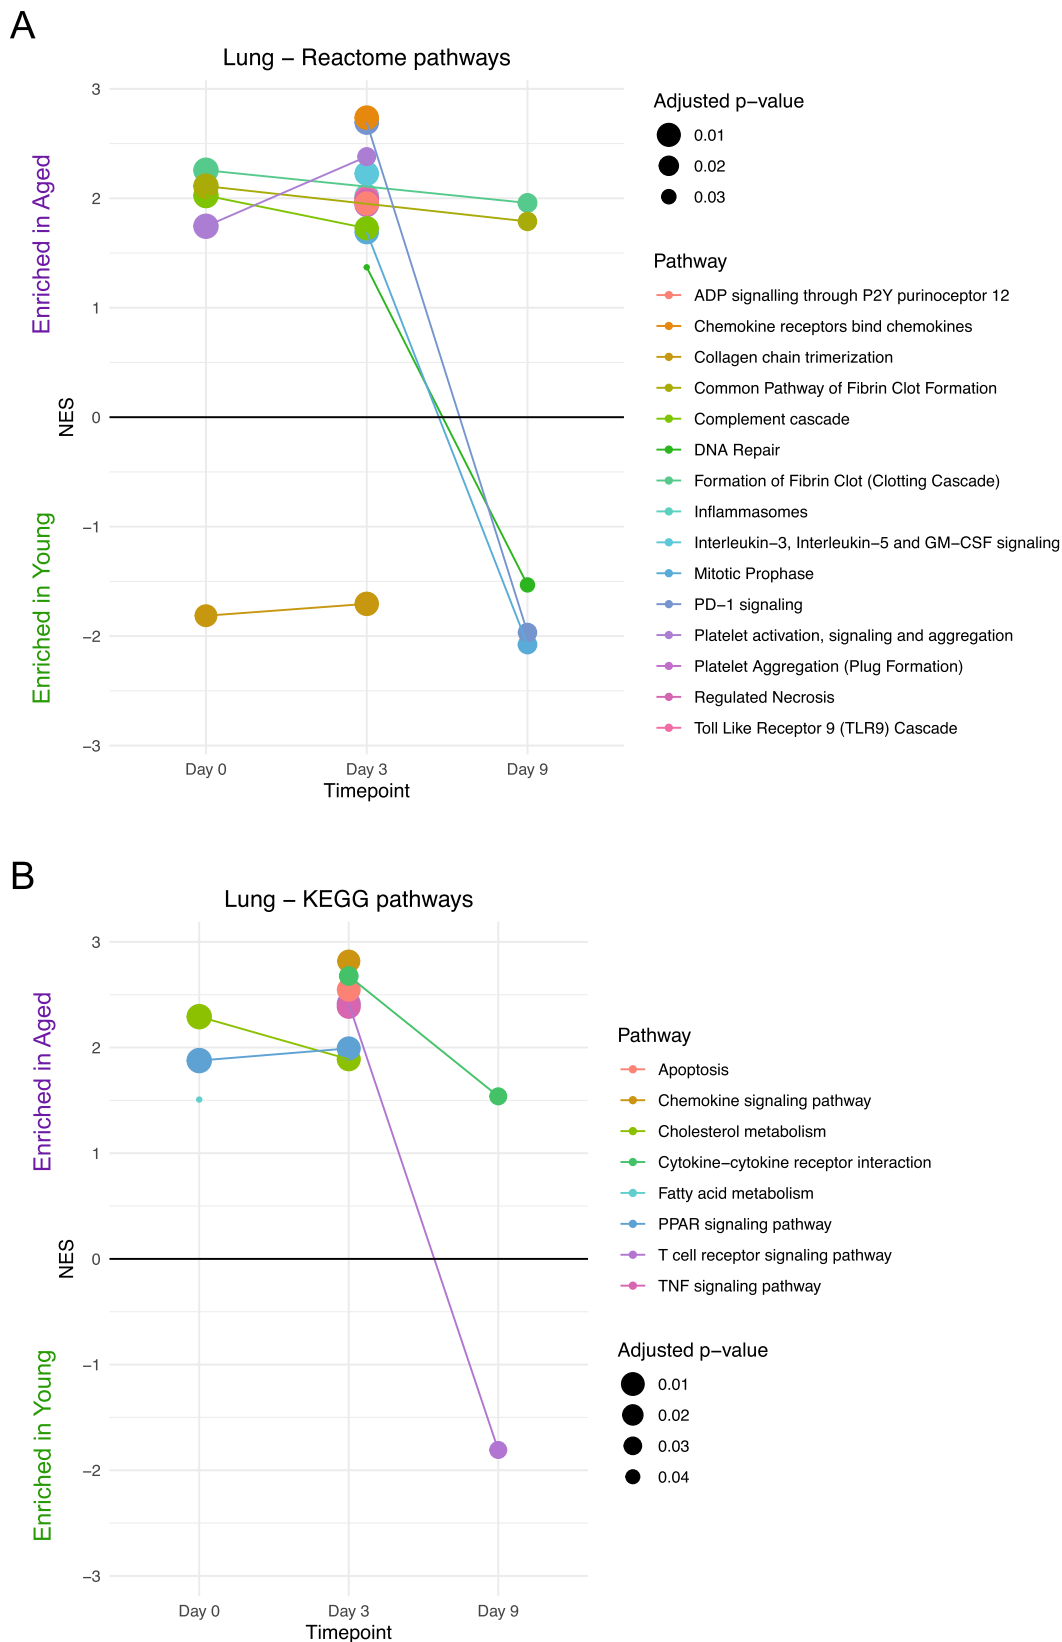 A
Lung – Reactome pathways
Enriched in Aged
Enriched in Young
NES
3
2
1
0
−1
−2
−3
Day 0
Day 3
Day 9
Timepoint
Adjusted p−value
0.01
0.02
0.03
Pathway
ADP signalling through P2Y purinoceptor 12
Chemokine receptors bind chemokines
Collagen chain trimerization
Common Pathway of Fibrin Clot Formation
Complement cascade
DNA Repair
Formation of Fibrin Clot (Clotting Cascade)
Inflammasomes
Interleukin−3, Interleukin−5 and GM−CSF signaling
Mitotic Prophase
PD−1 signaling
Platelet activation, signaling and aggregation
Platelet Aggregation (Plug Formation)
Regulated Necrosis
Toll Like Receptor 9 (TLR9) Cascade
B
Lung – KEGG pathways
Enriched in Aged
Enriched in Young
NES
3
2
1
0
−1
−2
−3
Day 0
Day 3
Day 9
Timepoint
Pathway
Apoptosis
Chemokine signaling pathway
Cholesterol metabolism
Cytokine−cytokine receptor interaction
Fatty acid metabolism
PPAR signaling pathway
T cell receptor signaling pathway
TNF signaling pathway
Adjusted p−value
0.01
0.02
0.03
0.04